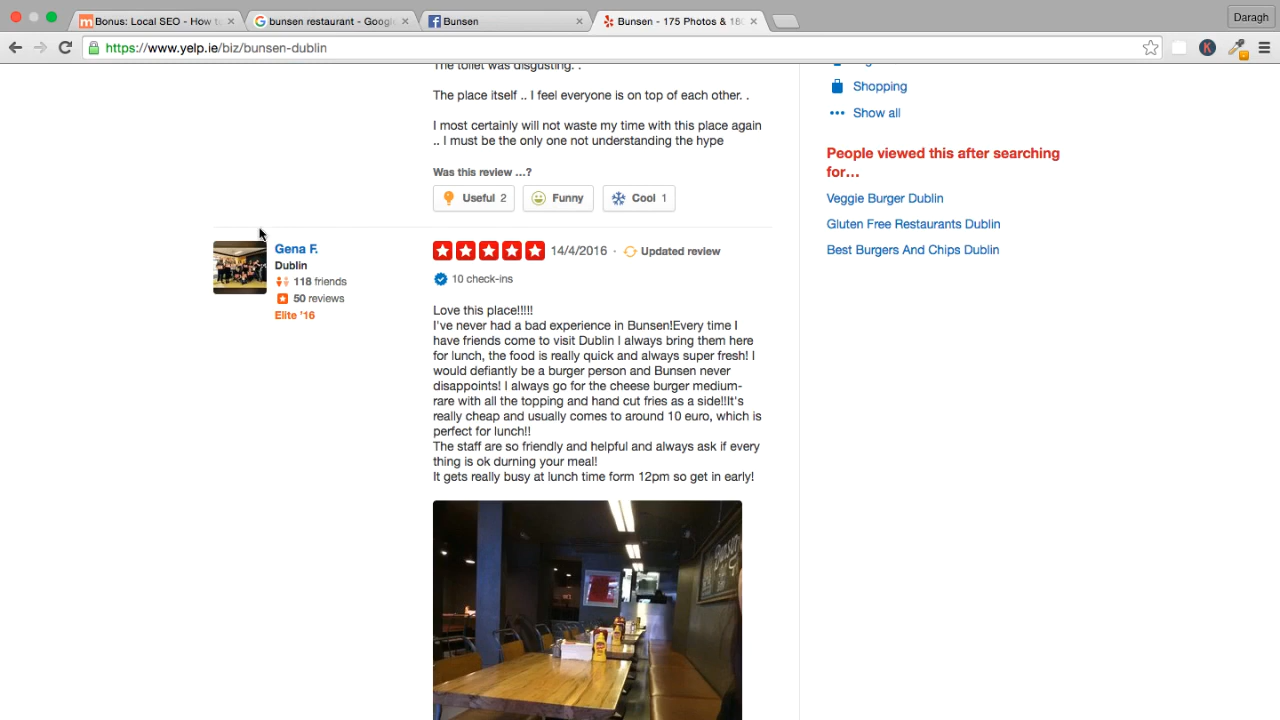 Bonus: Local SEO - How to
bunsen restaurant - Google
Bunsen
Bunsen - 175 Photos & 180
Daragh
https://www.yelp.ie/biz/bunsen-dublin
The toilet was disgusting. .
The place itself .. I feel everyone is on top of each other. .
I most certainly will not waste my time with this place again
.. I must be the only one not understanding the hype
Was this review ...?
Useful 2
Funny
Cool 1
Gena F.
Dublin
118 friends
50 reviews
Elite '16
14/4/2016 · Updated review
10 check-ins
Love this place!!!!!
I've never had a bad experience in Bunsen!Every time I
have friends come to visit Dublin I always bring them here
for lunch, the food is really quick and always super fresh! I
would defiantly be a burger person and Bunsen never
disappoints! I always go for the cheese burger medium-
rare with all the topping and hand cut fries as a side!!It's
really cheap and usually comes to around 10 euro, which is
perfect for lunch!!
The staff are so friendly and helpful and always ask if every
thing is ok durning your meal!
It gets really busy at lunch time form 12pm so get in early!
Bunsen
Shopping
Show all
People viewed this after searching
for...
Veggie Burger Dublin
Gluten Free Restaurants Dublin
Best Burgers And Chips Dublin